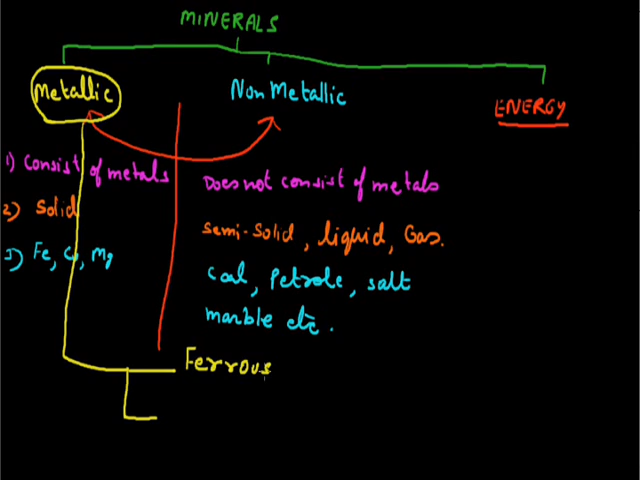 MINERALS
Metallic
Non Metallic
ENERGY
1) Consist of metals
Does not consist of metals
2) Solid
Semi-Solid, liquid, Gas.
3) Fe, Cu, Mg
Coal, Petrole, salt
marble etc.
Ferrous